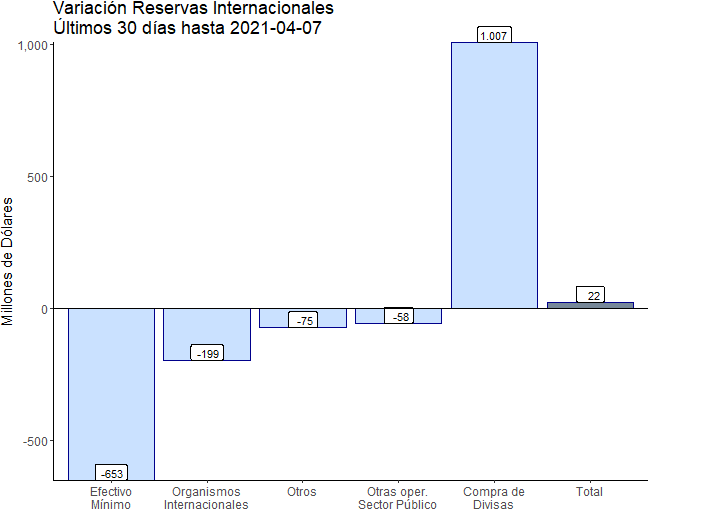 Variación Reservas Internacionales
Últimos 30 días hasta 2021-04-07
Millones de Dólares
1,000
500
0
-500
-653
-199
-75
-58
1.007
22
Efectivo
Mínimo
Organismos
Internacionales
Otros
Otras oper.
Sector Público
Compra de
Divisas
Total